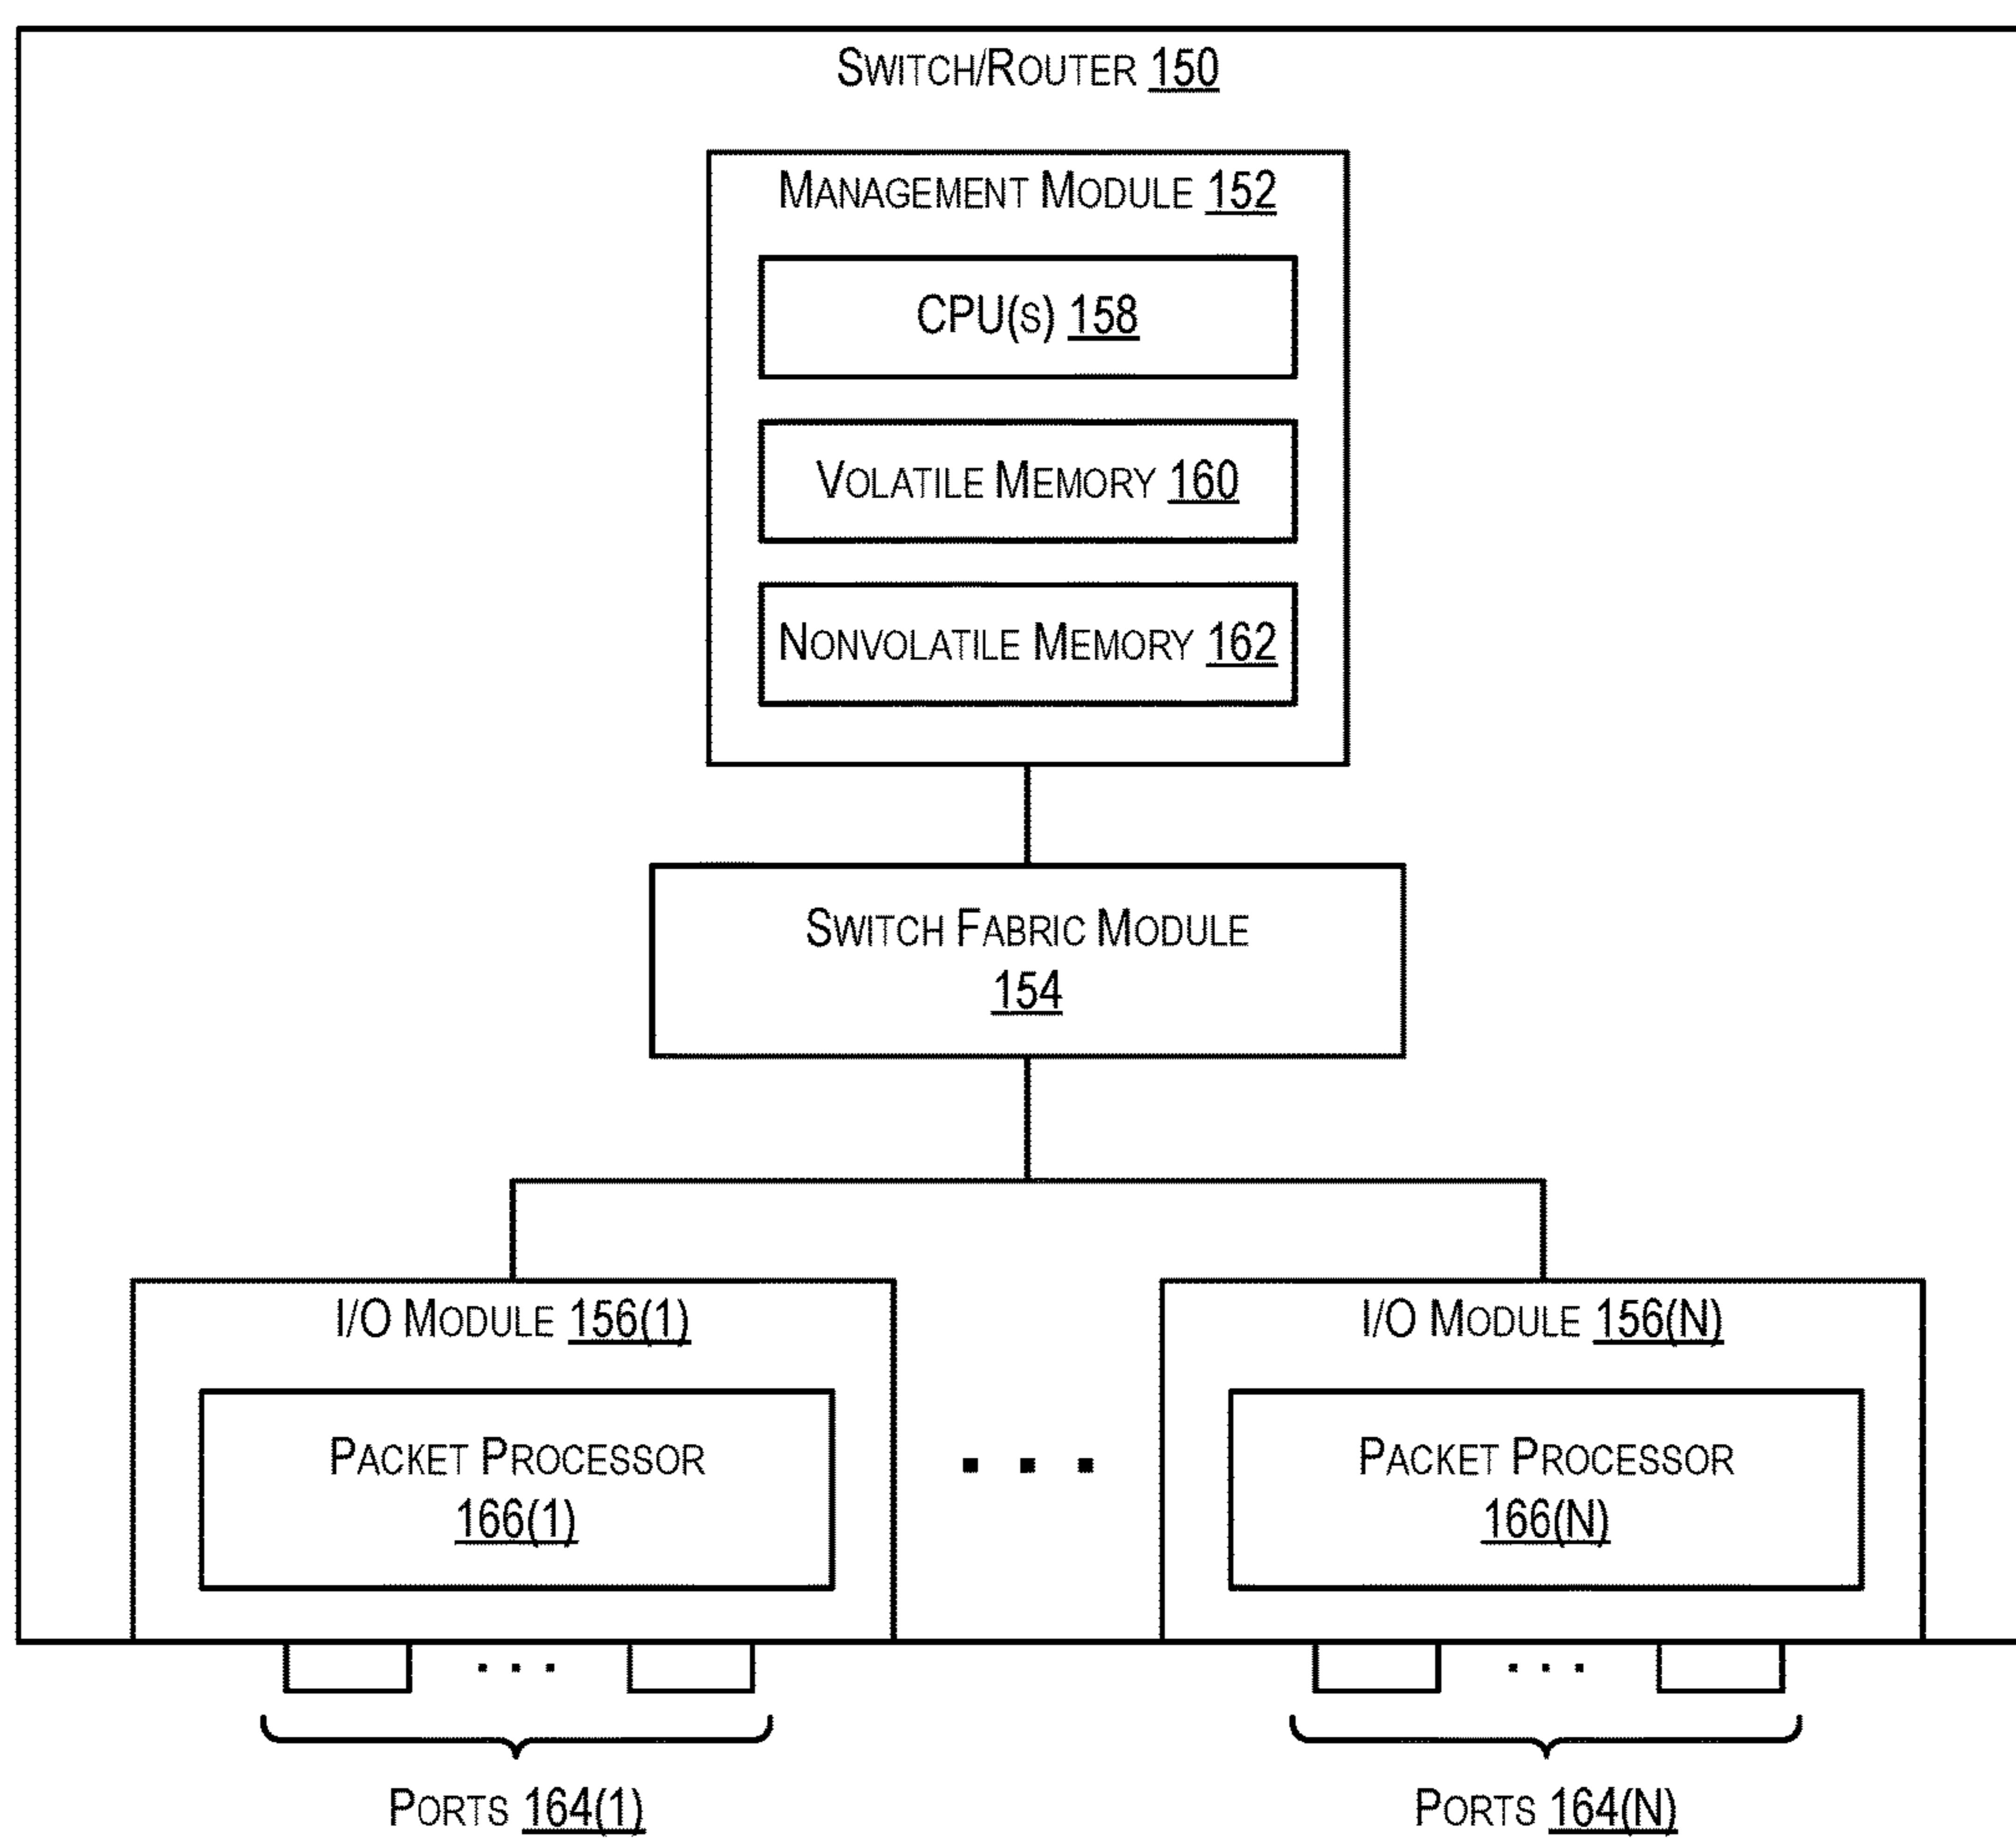 Switch/Router 150
Management Module 152
CPU(s) 158
Volatile Memory 160
Nonvolatile Memory 162
Switch Fabric Module
154
I/O Module 156(1)
I/O Module 156(N)
Packet Processor
166(1)
. . .
Packet Processor
166(N)
. . .
. . .
Ports 164(1)
Ports 164(N)